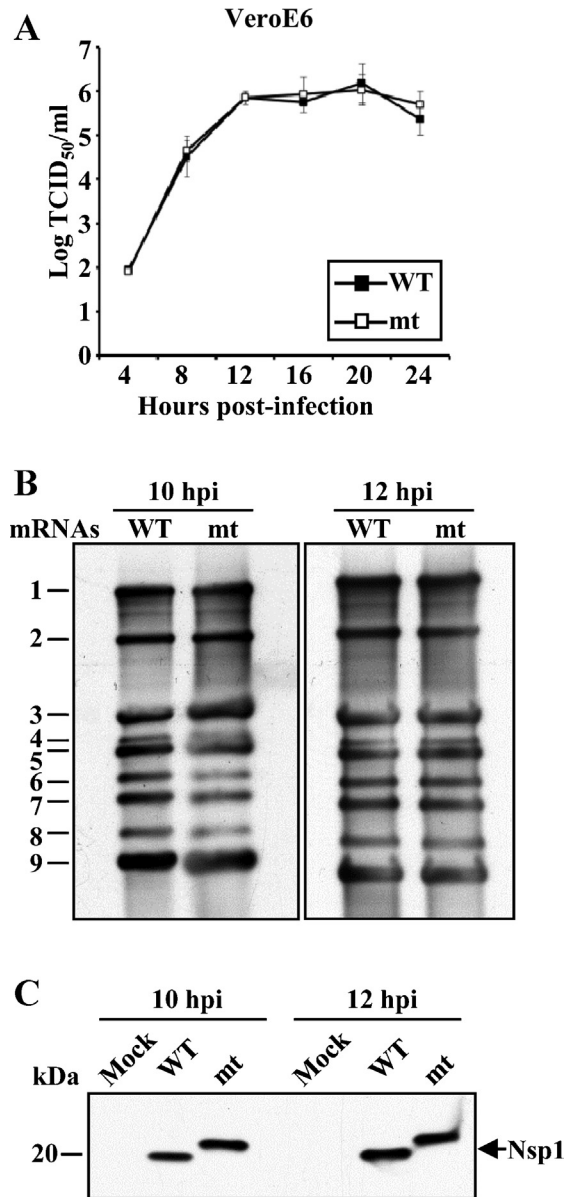 A
VeroE6
Log TCID50/ml
7
6
5
4
3
2
1
0
WT
mt
4 8 12 16 20 24
Hours post-infection
B
10 hpi 12 hpi
mRNAs WT mt WT mt
1
2
3
4
5
6
7
8
9
C
10 hpi 12 hpi
kDa Mock WT mt Mock WT mt
20
Nsp1